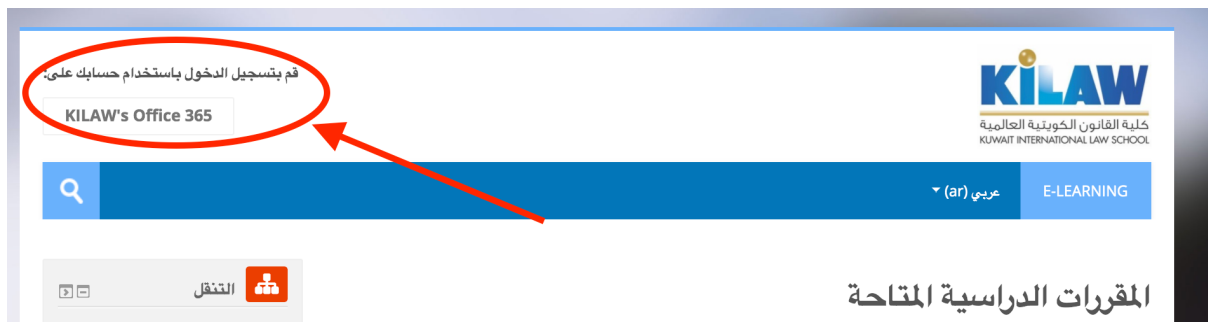 قم بتسجيل الدخول باستخدام حسابك على:
KILAW's Office 365
KiLAW
كلية القانون الكويتية العالمية
KUWAIT INTERNATIONAL LAW SCHOOL
E-LEARNING
عربي (ar)
التنقل
المقررات الدراسية المتاحة